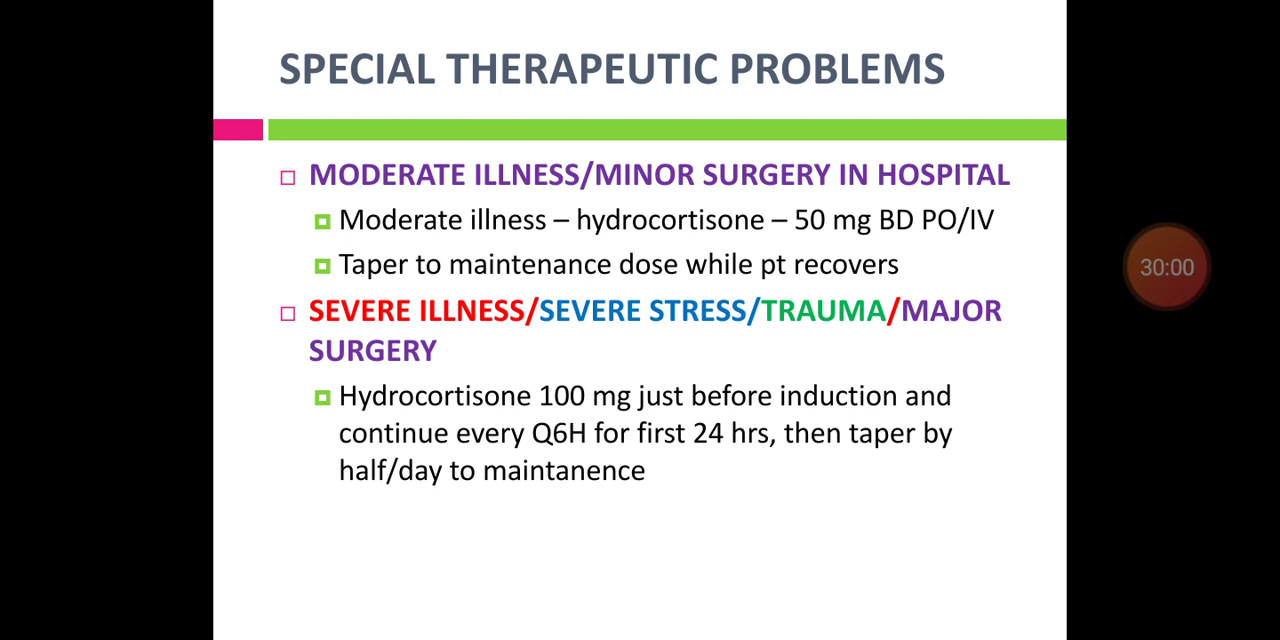 SPECIAL THERAPEUTIC PROBLEMS
MODERATE ILLNESS/MINOR SURGERY IN HOSPITAL
Moderate illness – hydrocortisone – 50 mg BD PO/IV
Taper to maintenance dose while pt recovers
SEVERE ILLNESS/SEVERE STRESS/TRAUMA/MAJOR
SURGERY
Hydrocortisone 100 mg just before induction and
continue every Q6H for first 24 hrs, then taper by
half/day to maintanence
30:00